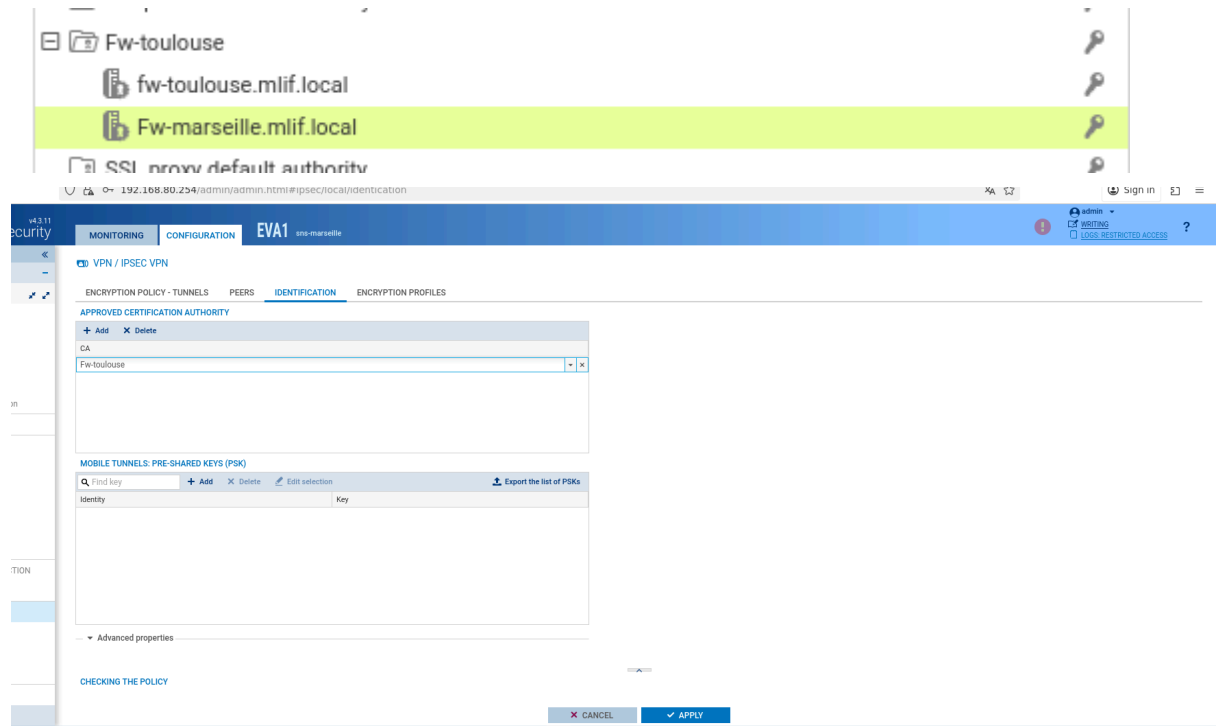 Fw-toulouse
fw-toulouse.mlif.local
Fw-marseille.mlif.local
SSL proxy default authority
192.168.80.254/admin/admin.html#ipsec/local/identication
Sign in
v4.3.11
ecurity
MONITORING
CONFIGURATION
EVA1
sns-marseille
admin
WRITING
LOGS: RESTRICTED ACCESS
?
VPN / IPSEC VPN
ENCRYPTION POLICY - TUNNELS
PEERS
IDENTIFICATION
ENCRYPTION PROFILES
APPROVED CERTIFICATION AUTHORITY
+ Add
Delete
CA
Fw-toulouse
on
MOBILE TUNNELS: PRE-SHARED KEYS (PSK)
Find key
+ Add
Delete
Edit selection
Export the list of PSKs
Identity
Key
TION
Advanced properties
CHECKING THE POLICY
CANCEL
APPLY